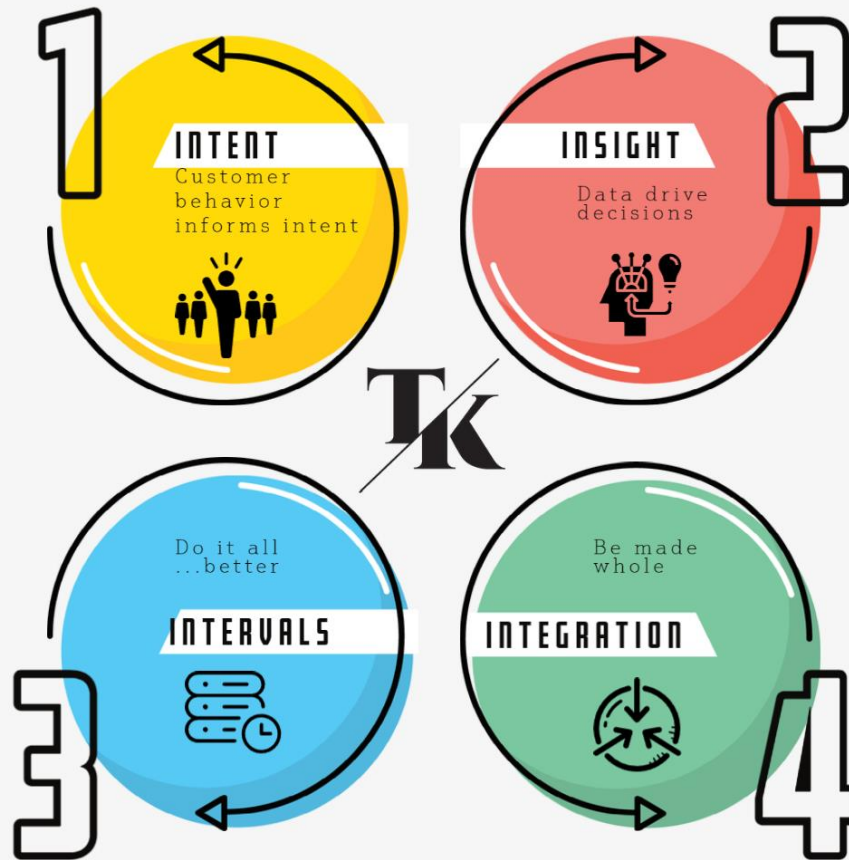 1
INTENT
Customer
behavior
informs intent
2
INSIGHT
Data drive
decisions
T/K
3
Do it all
...better
INTERVALS
4
Be made
whole
INTEGRATION